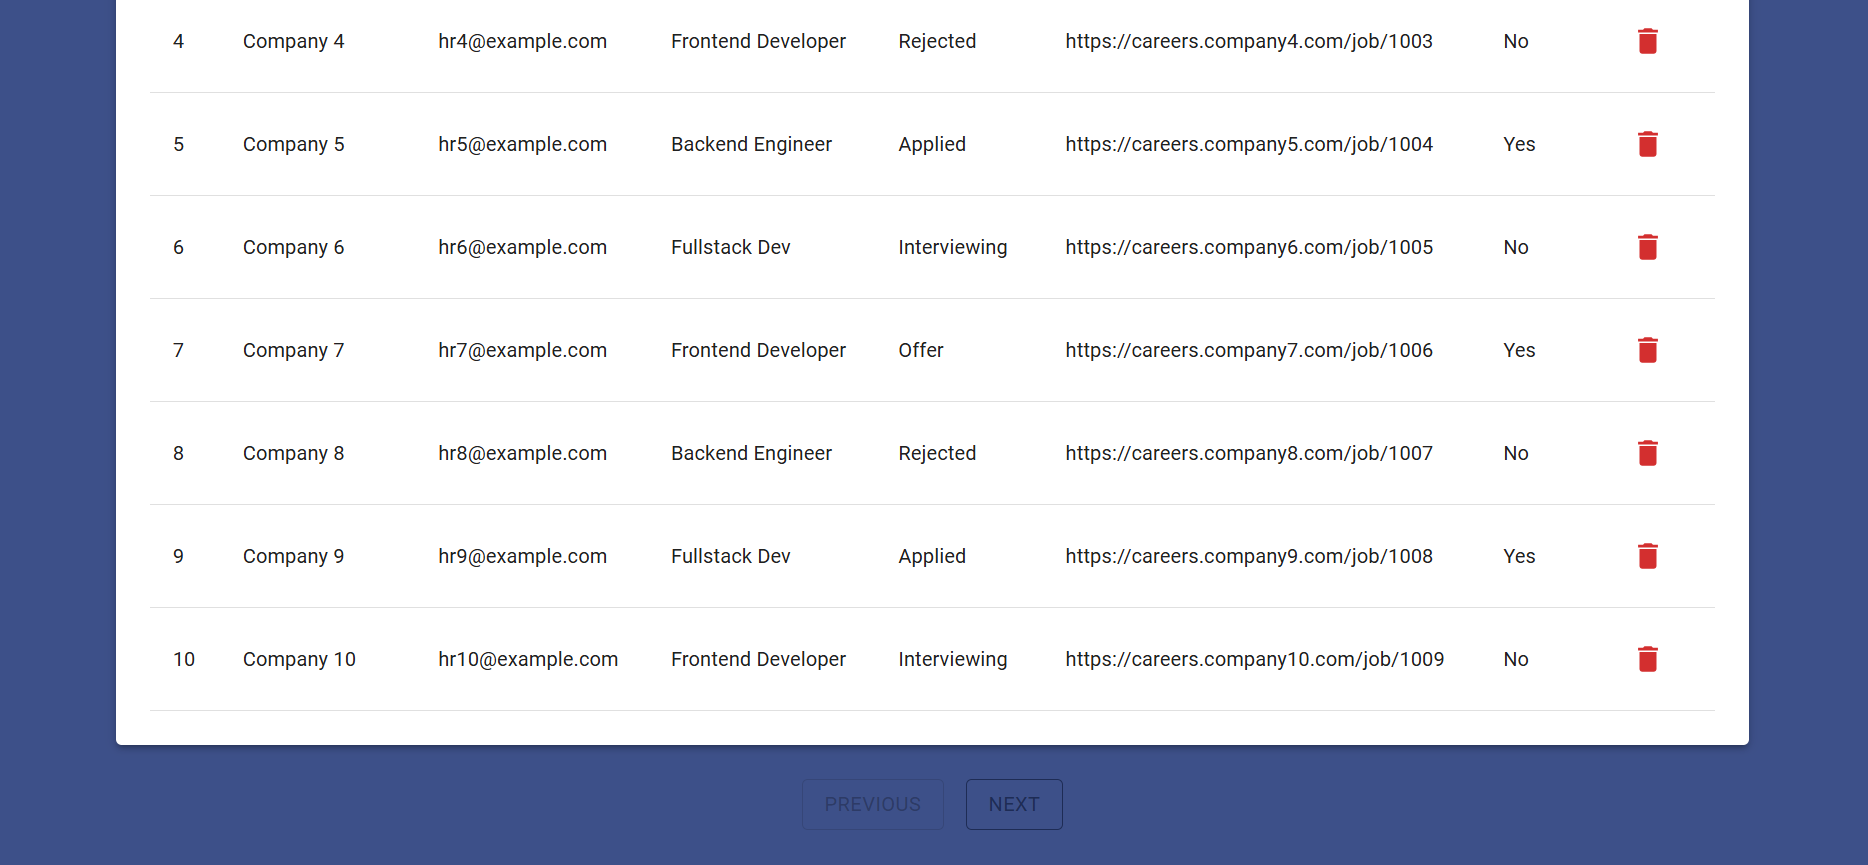 4 Company 4 hr4@example.com Frontend Developer Rejected https://careers.company4.com/job/1003 No
5 Company 5 hr5@example.com Backend Engineer Applied https://careers.company5.com/job/1004 Yes
6 Company 6 hr6@example.com Fullstack Dev Interviewing https://careers.company6.com/job/1005 No
7 Company 7 hr7@example.com Frontend Developer Offer https://careers.company7.com/job/1006 Yes
8 Company 8 hr8@example.com Backend Engineer Rejected https://careers.company8.com/job/1007 No
9 Company 9 hr9@example.com Fullstack Dev Applied https://careers.company9.com/job/1008 Yes
10 Company 10 hr10@example.com Frontend Developer Interviewing https://careers.company10.com/job/1009 No
PREVIOUS NEXT